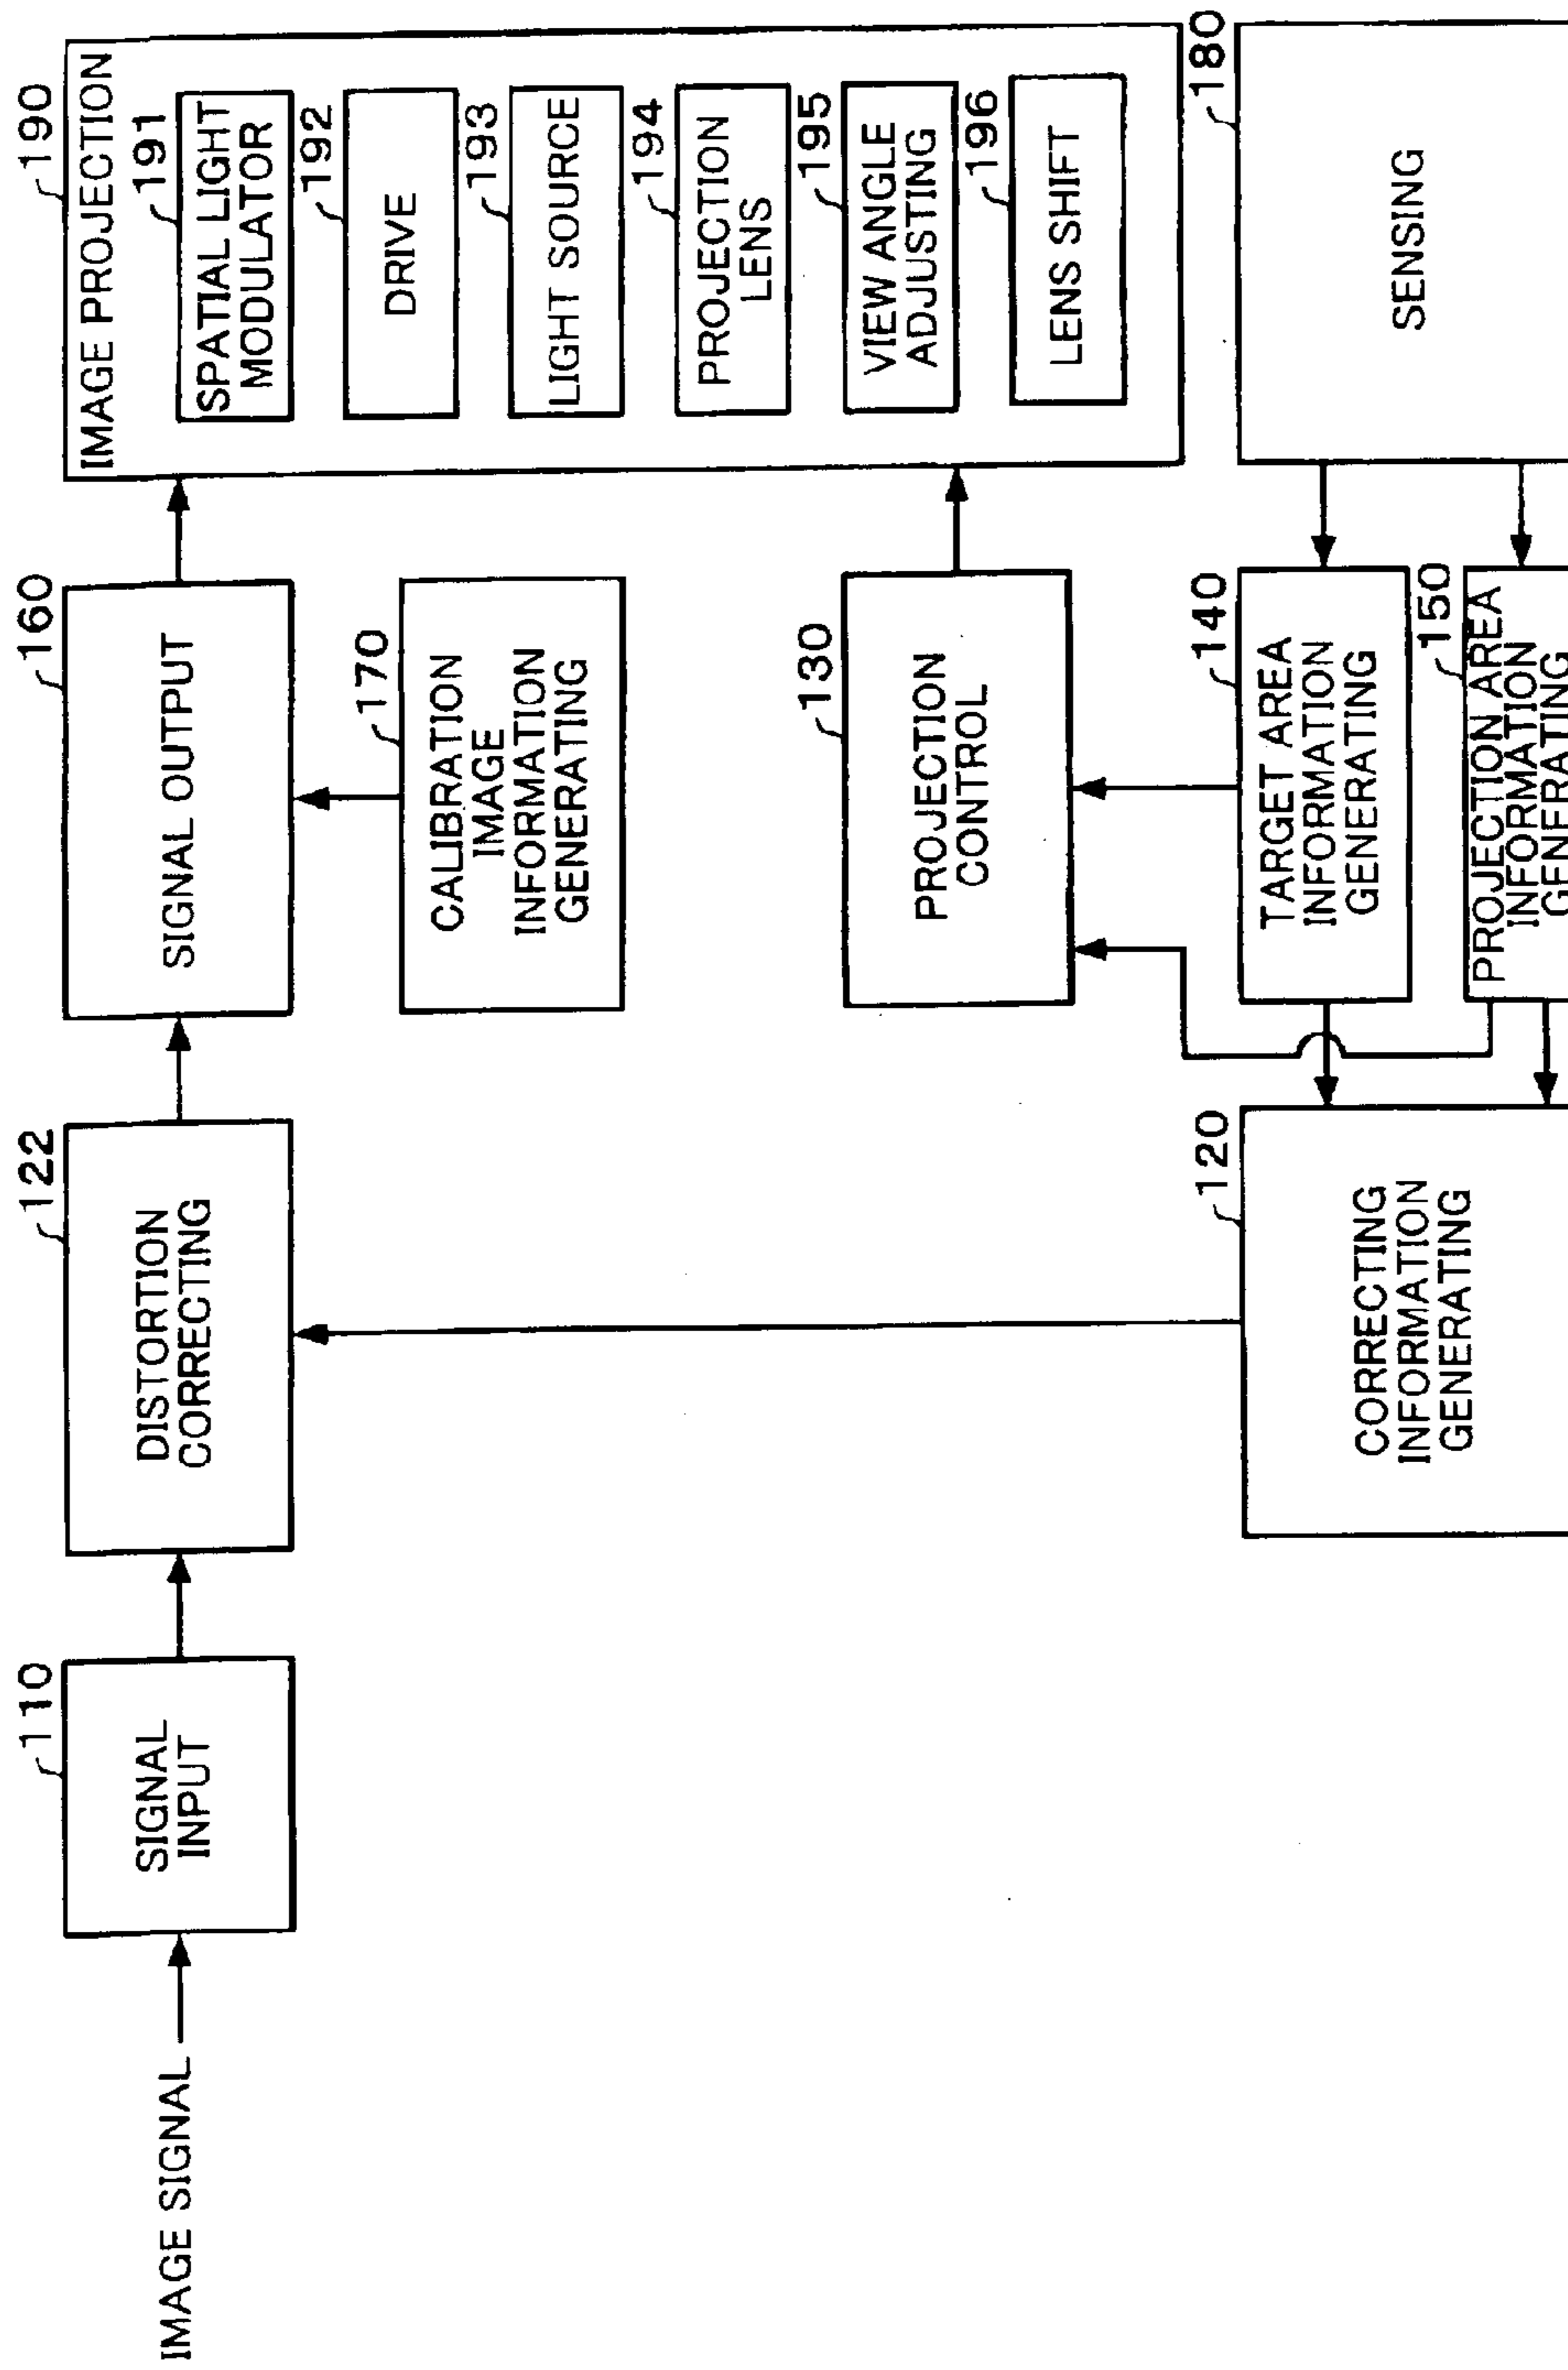 190
IMAGE PROJECTION
191
SPATIAL LIGHT
MODULATOR
192
DRIVE
193
LIGHT SOURCE
194
PROJECTION
LENS
195
VIEW ANGLE
ADJUSTING
196
LENS SHIFT
180
SENSING
160
SIGNAL OUTPUT
170
CALIBRATION
IMAGE
INFORMATION
GENERATING
130
PROJECTION
CONTROL
140
TARGET AREA
INFORMATION
GENERATING
150
PROJECTION AREA
INFORMATION
GENERATING
122
DISTORTION
CORRECTING
120
CORRECTING
INFORMATION
GENERATING
110
SIGNAL
INPUT
IMAGE SIGNAL